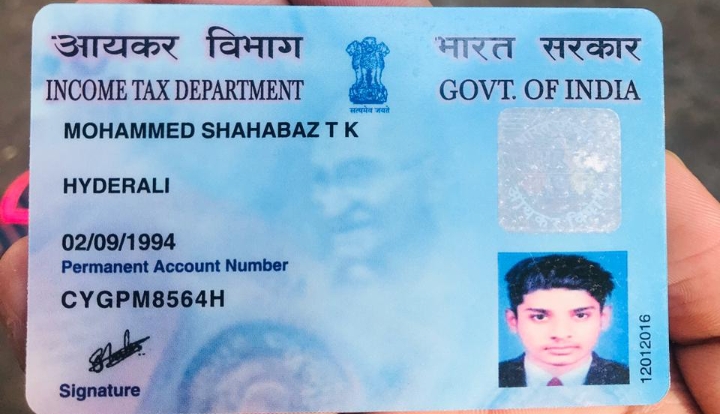 आयकर विभाग भारत सरकार
INCOME TAX DEPARTMENT GOVT. OF INDIA
सत्यमेव जयते
MOHAMMED SHAHABAZ T K
HYDERALI
02/09/1994
Permanent Account Number
CYGPM8564H
Signature
आयकर विभाग
12012016